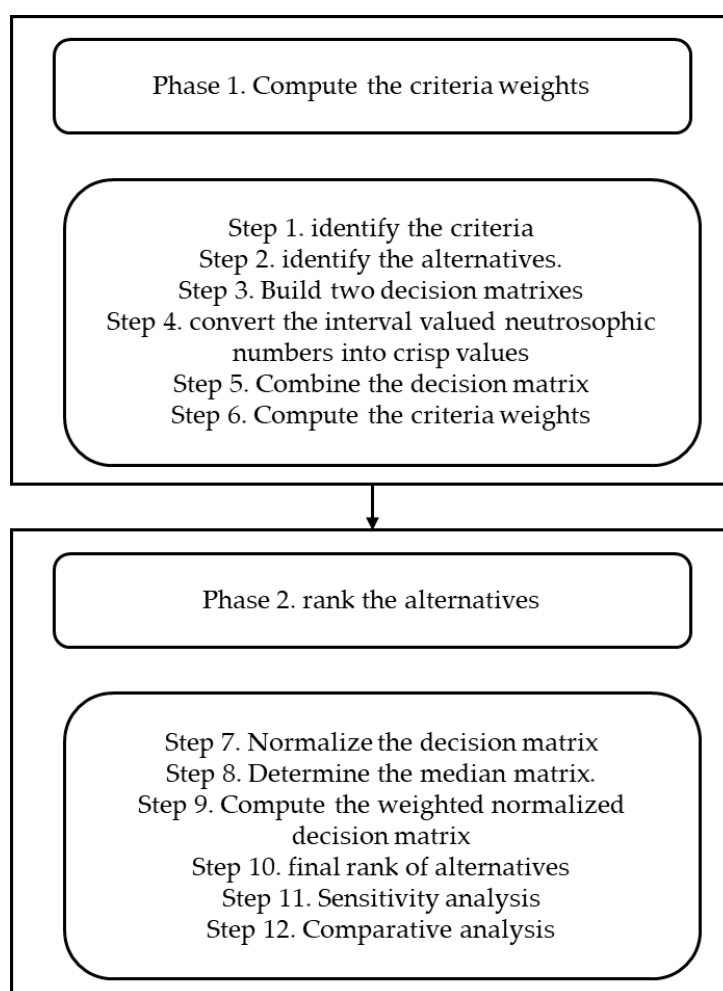 Phase 1. Compute the criteria weights
Step 1. identify the criteria
Step 2. identify the alternatives.
Step 3. Build two decision matrixes
Step 4. convert the interval valued neutrosophic
numbers into crisp values
Step 5. Combine the decision matrix
Step 6. Compute the criteria weights
Phase 2. rank the alternatives
Step 7. Normalize the decision matrix
Step 8. Determine the median matrix.
Step 9. Compute the weighted normalized
decision matrix
Step 10. final rank of alternatives
Step 11. Sensitivity analysis
Step 12. Comparative analysis